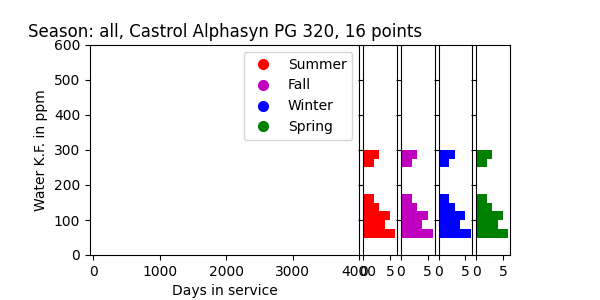 Season: all, Castrol Alphasyn PG 320, 16 points
Water K.F. in ppm
600
500
400
300
200
100
0
Summer
Fall
Winter
Spring
0 1000 2000 3000 4000 0 5 0 5 0 5 0 5
Days in service